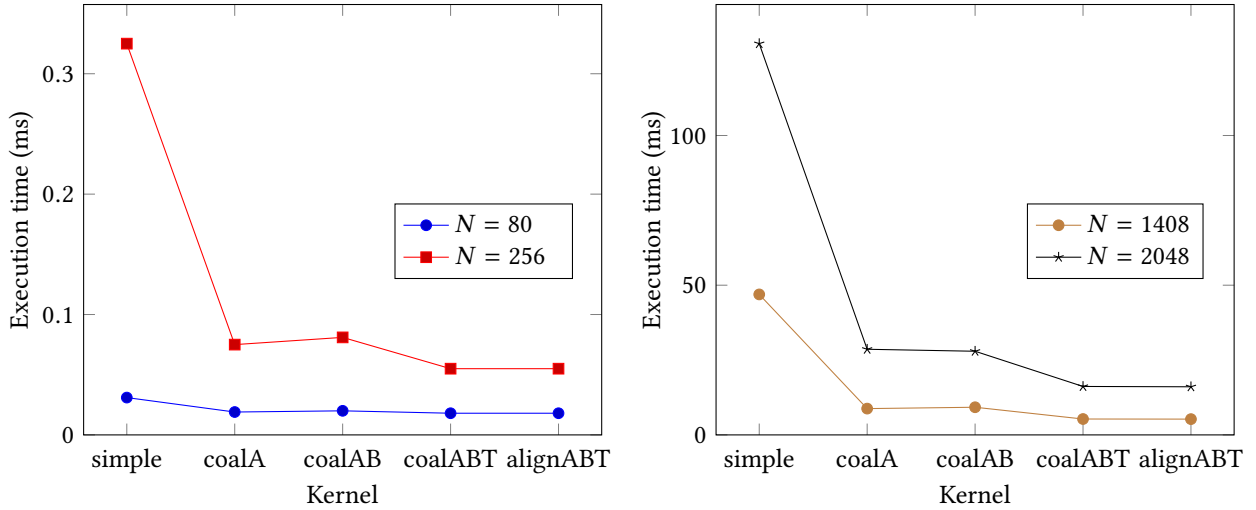 0.3
0.2
0.1
0
Execution time (ms)
simple coalA coalAB coalABT alignABT
Kernel
N = 80
N = 256
100
50
0
Execution time (ms)
simple coalA coalAB coalABT alignABT
Kernel
N = 1408
N = 2048